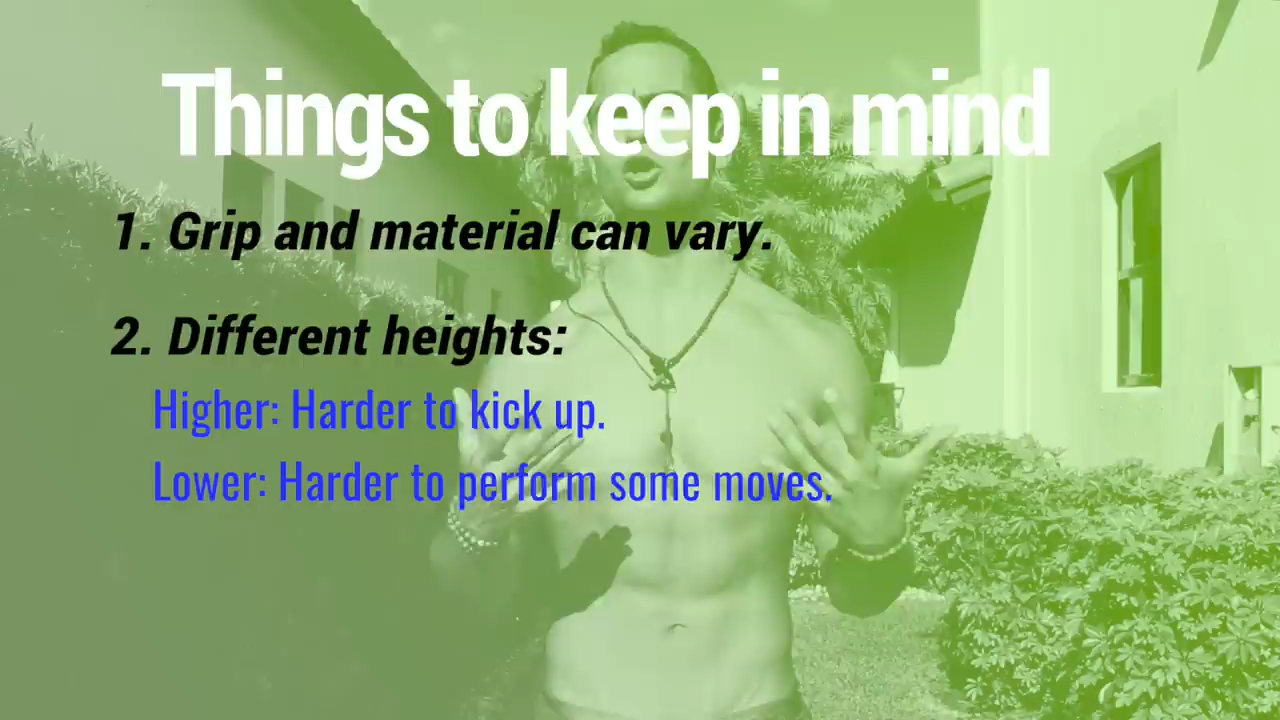 Things to keep in mind
1. Grip and material can vary.
2. Different heights:
Higher: Harder to kick up.
Lower: Harder to perform some moves.